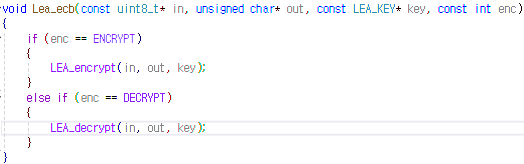 void Lea_ecb(const uint8_t* in, unsigned char* out, const LEA_KEY* key, const int enc)
{
if (enc == ENCRYPT)
{
LEA_encrypt(in, out, key);
}
else if (enc == DECRYPT)
{
LEA_decrypt(in, out, key);
}
}